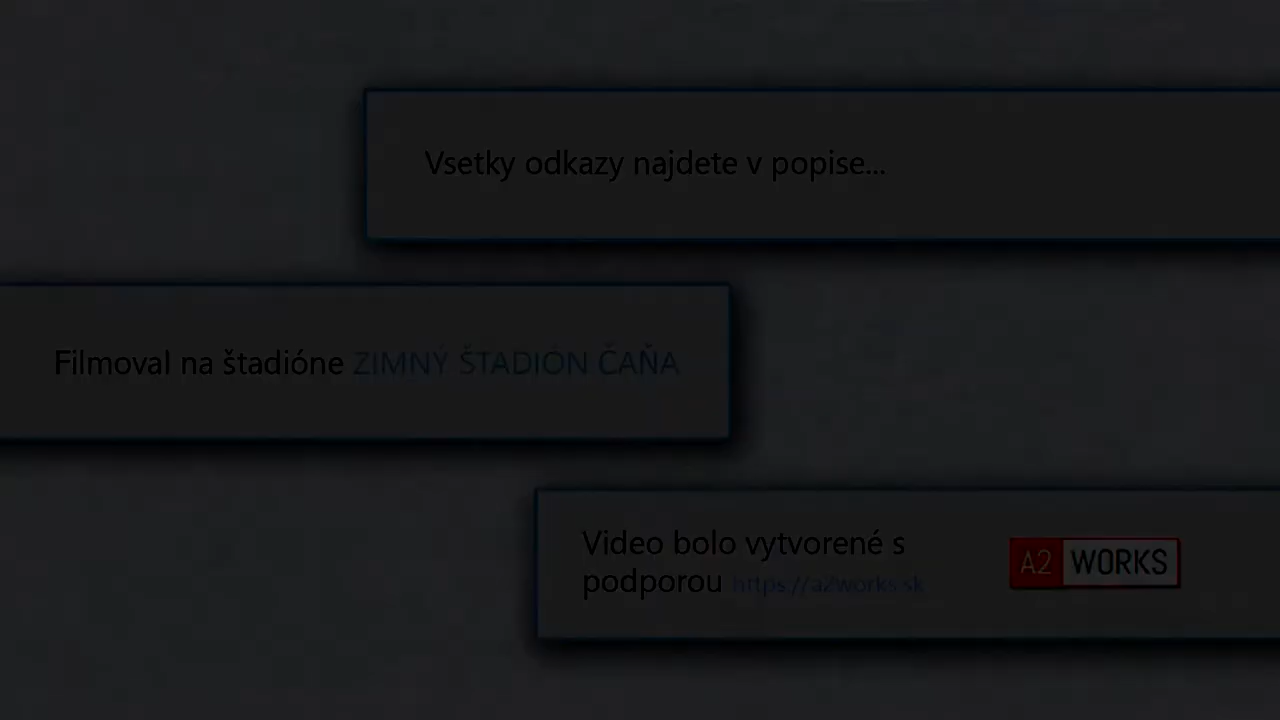 Vsetky odkazy najdete v popise...
Filmoval na štadióne ZIMNÝ ŠTADIÓN ČAŇA
Video bolo vytvorené s
podporou https://a2works.sk
A2 WORKS